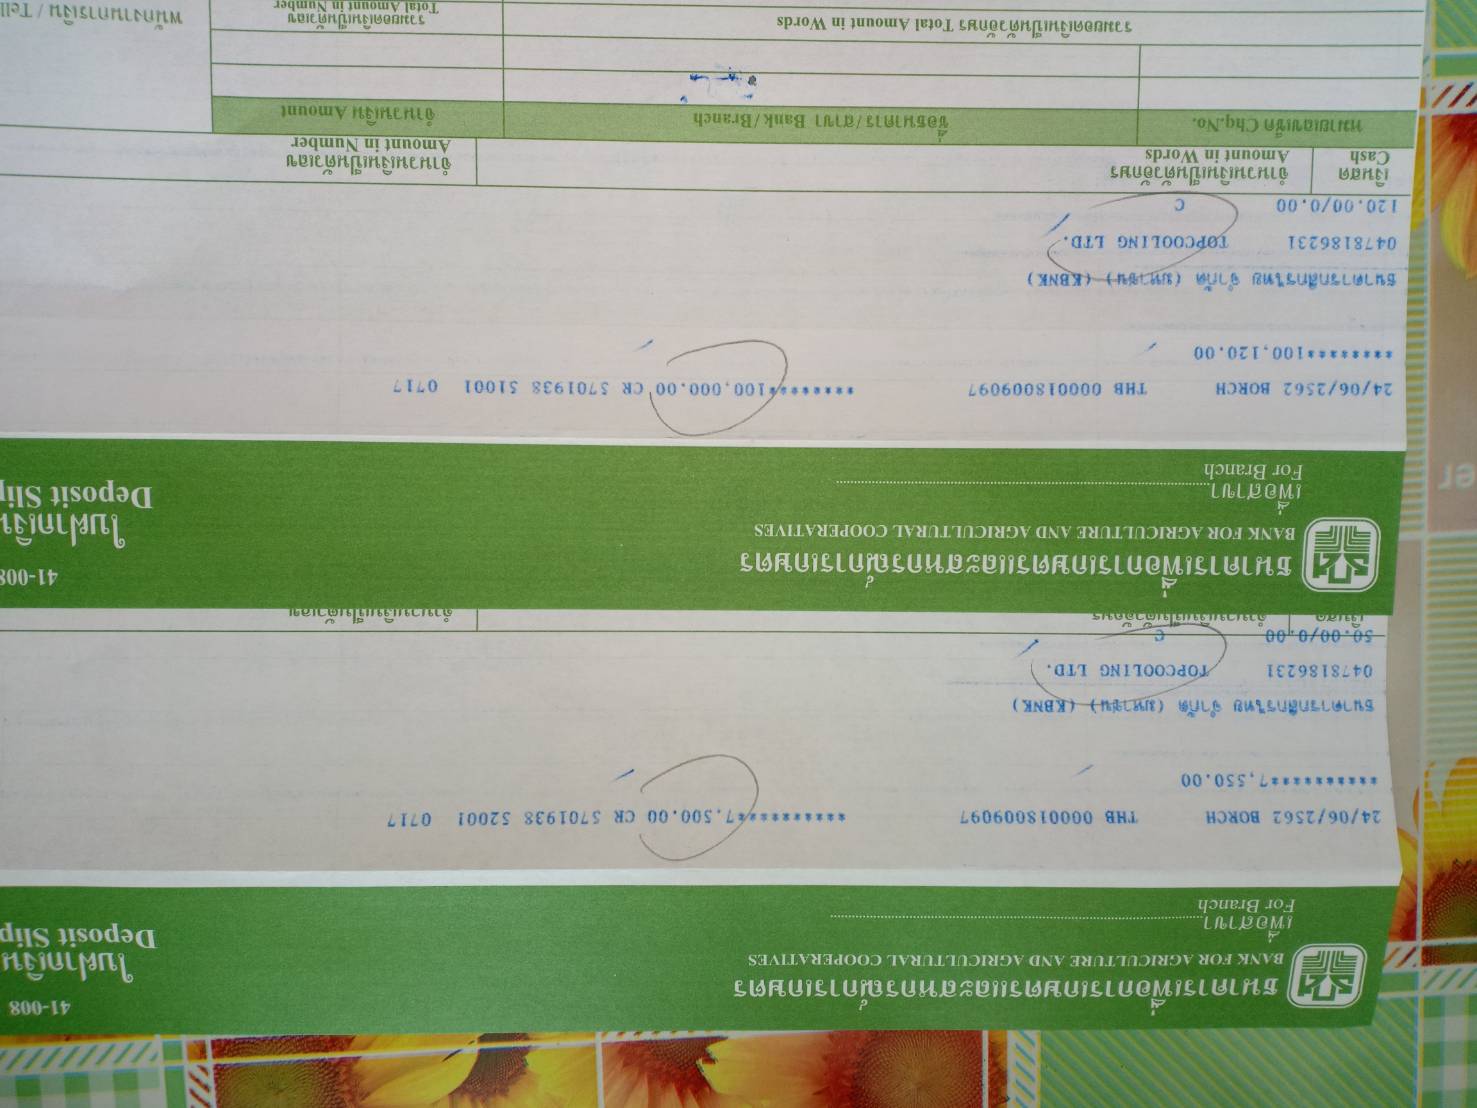 41-008
ธนาคารเพื่อการเกษตรและสหกรณ์การเกษตร
ใบฝากเงิน
BANK FOR AGRICULTURE AND AGRICULTURAL COOPERATIVES
Deposit Slip
เพื่อสาขา
For Branch
24/06/2562 BORCH THB 000018009097 ***********7,500.00 CR 5701938 52001 0717
***********7,550.00
ธนาคารกสิกรไทย จำกัด (มหาชน) (KBNK)
0478186231 TOPCOOLING LTD.
50.00/0.00 C
เงินสด จำนวนเงินเป็นตัวอักษร จำนวนเงินเป็นตัวเลข
41-008
ธนาคารเพื่อการเกษตรและสหกรณ์การเกษตร
ใบฝากเงิน
BANK FOR AGRICULTURE AND AGRICULTURAL COOPERATIVES
Deposit Slip
เพื่อสาขา
For Branch
24/06/2562 BORCH THB 000018009097 *********100,000.00 CR 5701938 51001 0717
*********100,120.00
ธนาคารกสิกรไทย จำกัด (มหาชน) (KBNK)
0478186231 TOPCOOLING LTD.
120.00/0.00 C
เงินสด จำนวนเงินเป็นตัวอักษร จำนวนเงินเป็นตัวเลข
Cash Amount in Words Amount in Number
หมายเลขเช็ค Chq.No. ชื่อธนาคาร/สาขา Bank/Branch จำนวนเงิน Amount
รวมยอดเงินเป็นตัวอักษร Total Amount in Words รวมยอดเงินเป็นตัวเลข
Total Amount in Number
พนักงานการเงิน / Tell